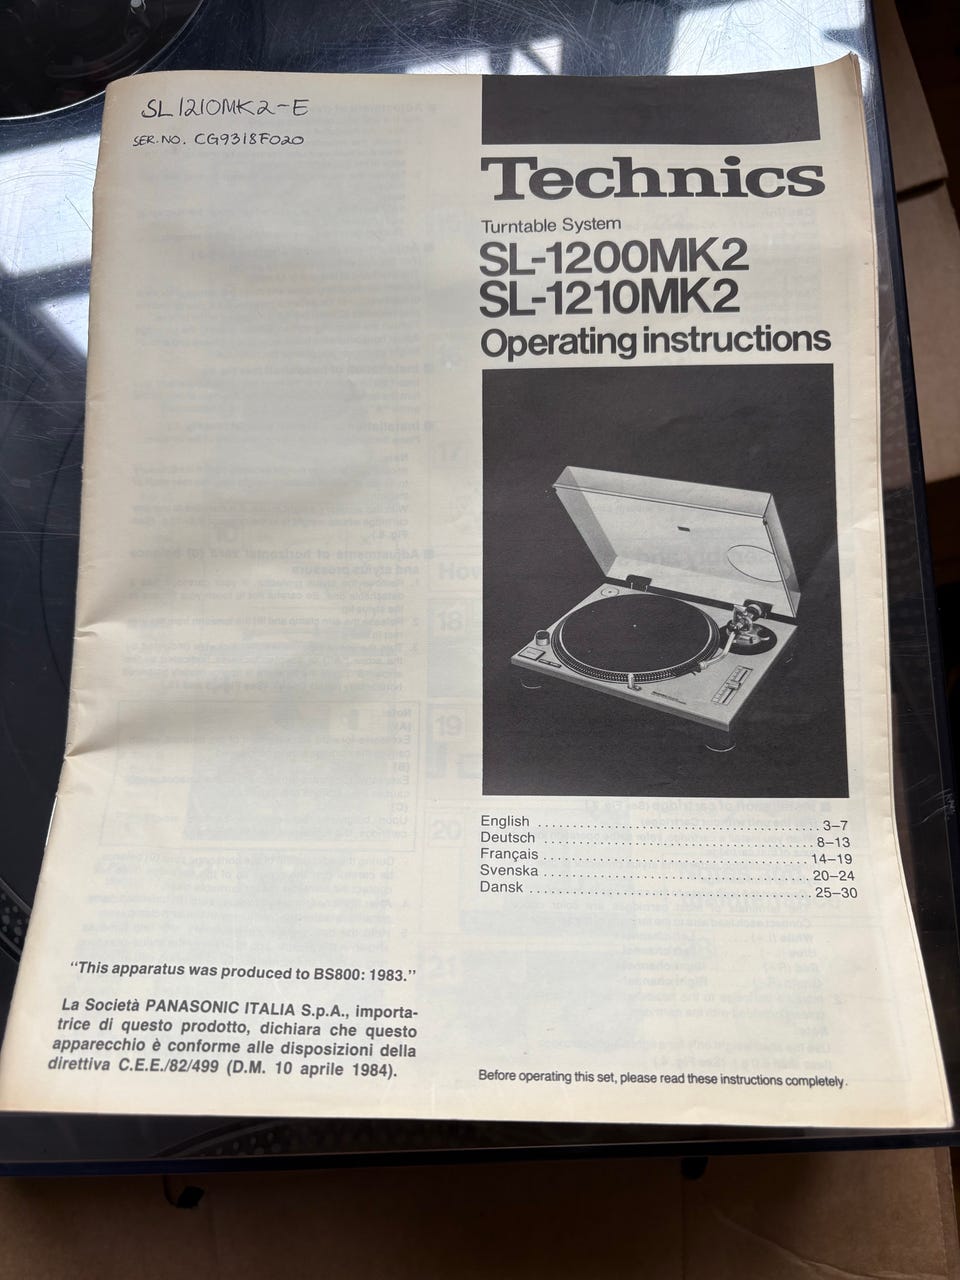 SL1210MK2-E
SER. NO. CG9318F020
Technics
Turntable System
SL-1200MK2
SL-1210MK2
Operating instructions
English ........................................ 3–7
Deutsch ........................................ 8–13
Français ........................................ 14–19
Svenska ........................................ 20–24
Dansk ........................................ 25–30
“This apparatus was produced to BS800: 1983.”
La Società PANASONIC ITALIA S.p.A., importa-
trice di questo prodotto, dichiara che questo
apparecchio è conforme alle disposizioni della
direttiva C.E.E./82/499 (D.M. 10 aprile 1984).
Before operating this set, please read these instructions completely.